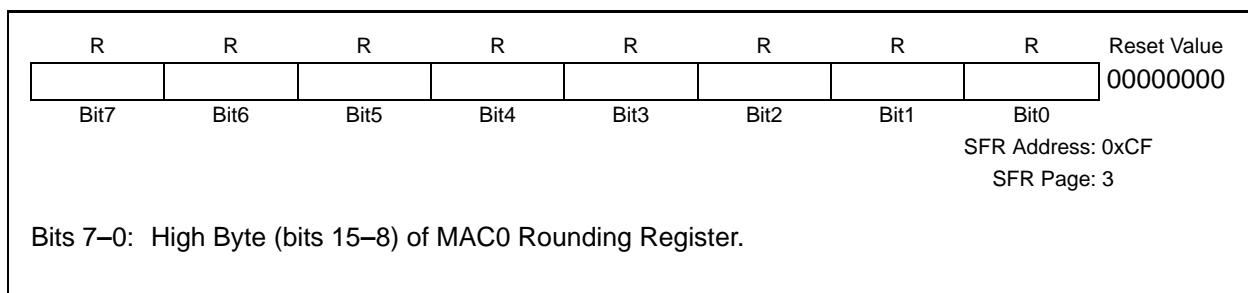 R R R R R R R R Reset Value
00000000
Bit7 Bit6 Bit5 Bit4 Bit3 Bit2 Bit1 Bit0
SFR Address: 0xCF
SFR Page: 3
Bits 7–0: High Byte (bits 15–8) of MAC0 Rounding Register.